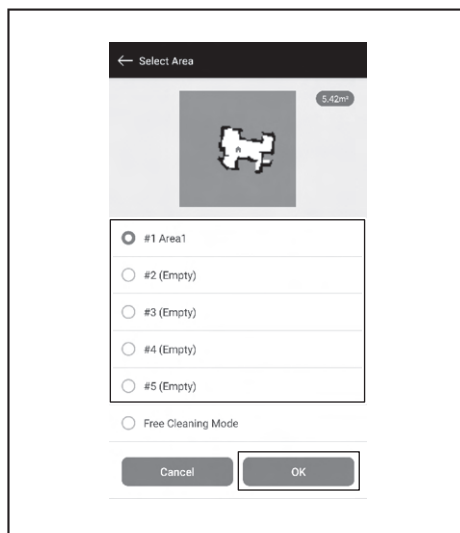 Select Area
5.42m²
#1 Area1
#2 (Empty)
#3 (Empty)
#4 (Empty)
#5 (Empty)
Free Cleaning Mode
Cancel
OK